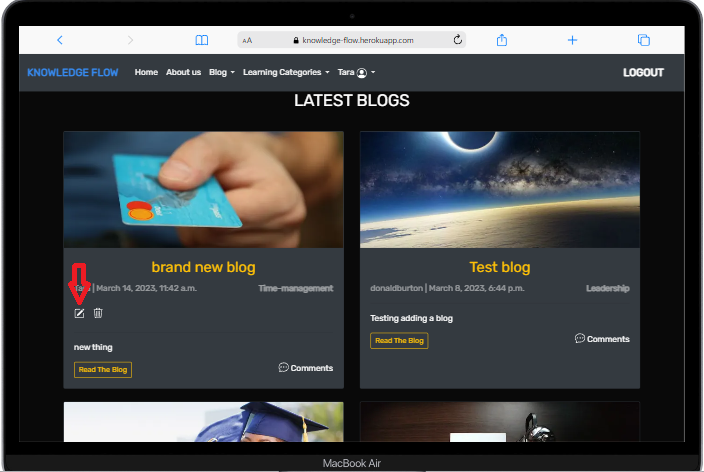 AA knowledge-flow.herokuapp.com
KNOWLEDGE FLOW Home About us Blog Learning Categories Tara LOGOUT
LATEST BLOGS
brand new blog
Tara | March 14, 2023, 11:42 a.m. Time-management
new thing
Read The Blog Comments
Test blog
donaldburton | March 8, 2023, 6:44 p.m. Leadership
Testing adding a blog
Read The Blog Comments
MacBook Air